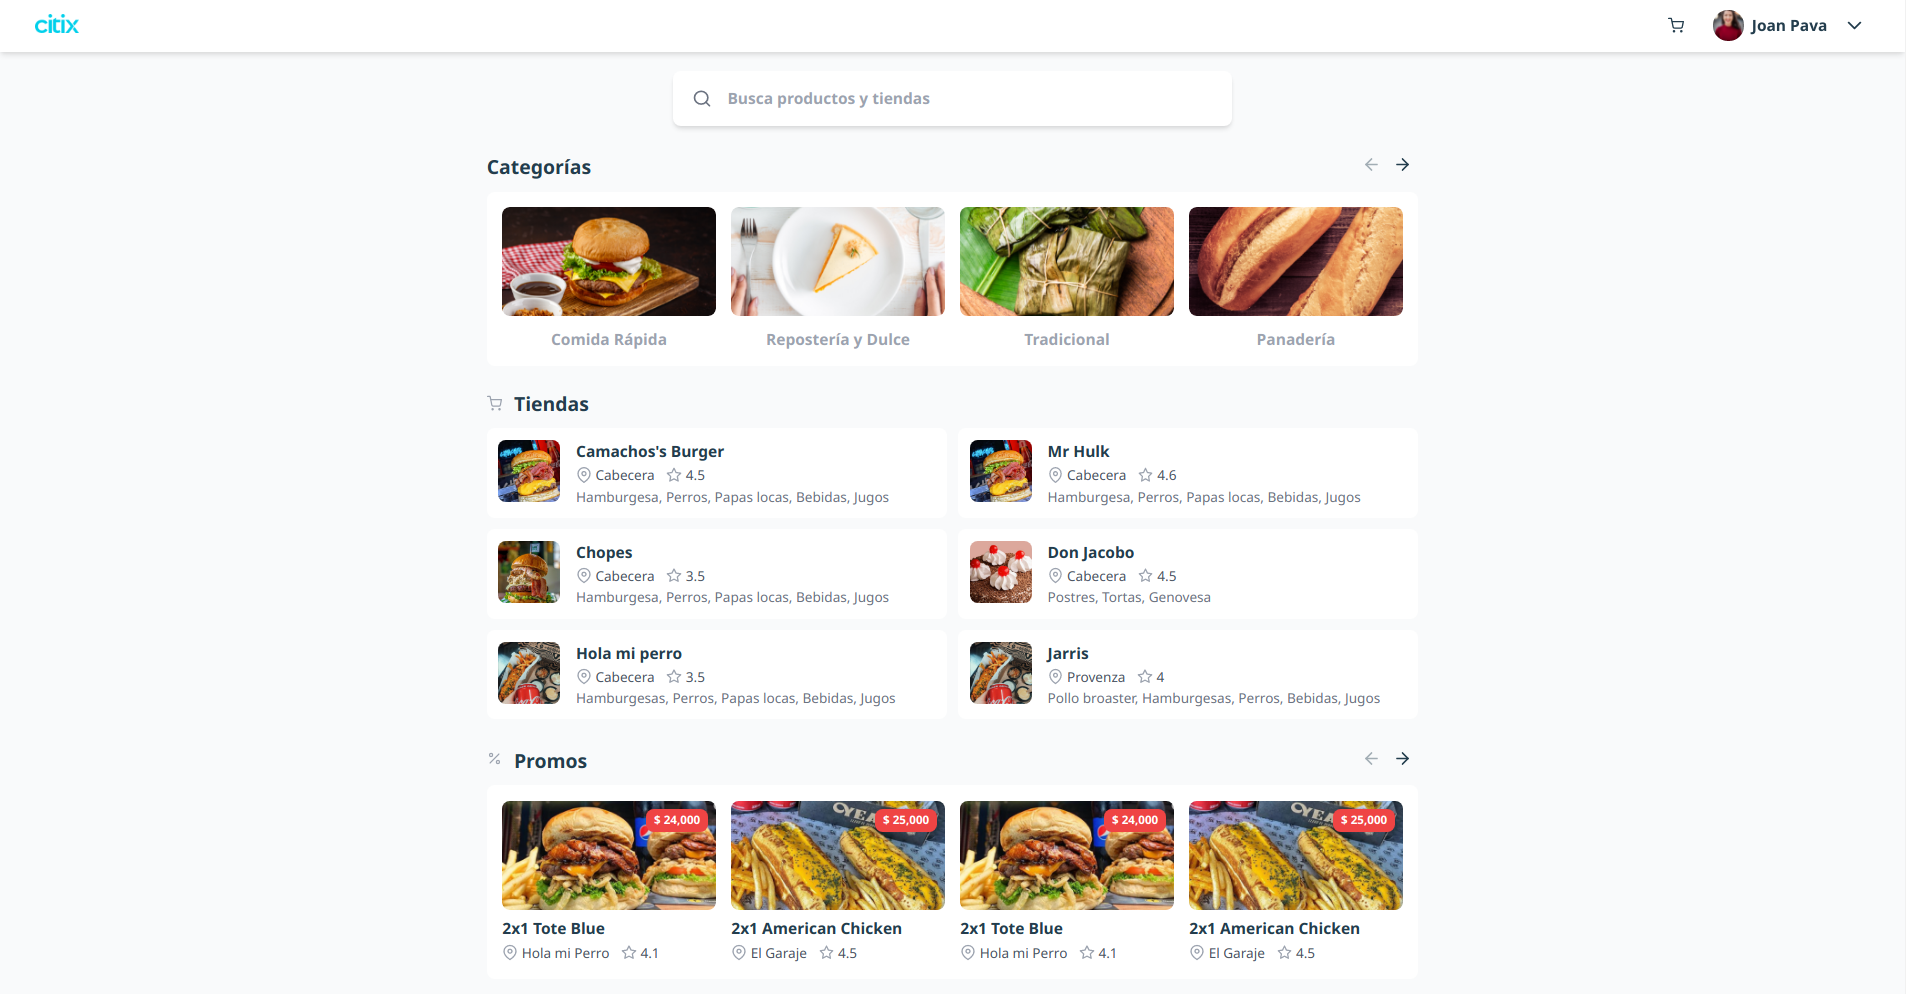 citix
Joan Pava
Busca productos y tiendas
Categorías
Comida Rápida
Repostería y Dulce
Tradicional
Panadería
Tiendas
Camachos's Burger
Cabecera 4.5
Hamburgesa, Perros, Papas locas, Bebidas, Jugos
Mr Hulk
Cabecera 4.6
Hamburgesa, Perros, Papas locas, Bebidas, Jugos
Chopes
Cabecera 3.5
Hamburgesa, Perros, Papas locas, Bebidas, Jugos
Don Jacobo
Cabecera 4.5
Postres, Tortas, Genovesa
Hola mi perro
Cabecera 3.5
Hamburgesas, Perros, Papas locas, Bebidas, Jugos
Jarris
Provenza 4
Pollo broaster, Hamburgesas, Perros, Bebidas, Jugos
Promos
$ 24,000
2x1 Tote Blue
Hola mi Perro 4.1
$ 25,000
2x1 American Chicken
El Garaje 4.5
$ 24,000
2x1 Tote Blue
Hola mi Perro 4.1
$ 25,000
2x1 American Chicken
El Garaje 4.5